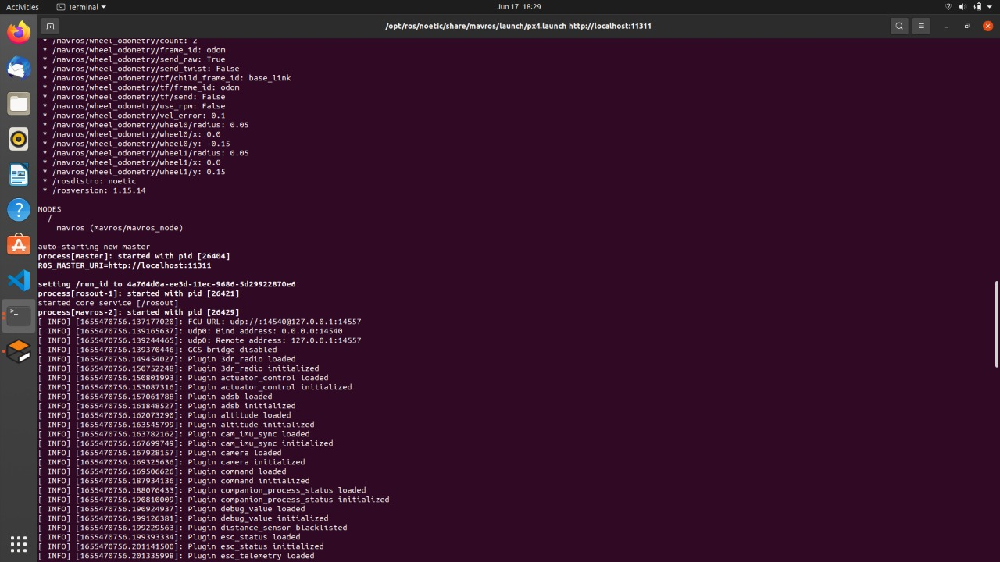 Activities
Terminal
Jun 17 18:29
/opt/ros/noetic/share/mavros/launch/px4.launch http://localhost:11311
* /mavros/wheel_odometry/count: 2
* /mavros/wheel_odometry/frame_id: odom
* /mavros/wheel_odometry/send_raw: True
* /mavros/wheel_odometry/send_twist: False
* /mavros/wheel_odometry/tf/child_frame_id: base_link
* /mavros/wheel_odometry/tf/frame_id: odom
* /mavros/wheel_odometry/tf/send: False
* /mavros/wheel_odometry/use_rpm: False
* /mavros/wheel_odometry/vel_error: 0.1
* /mavros/wheel_odometry/wheel0/radius: 0.05
* /mavros/wheel_odometry/wheel0/x: 0.0
* /mavros/wheel_odometry/wheel0/y: -0.15
* /mavros/wheel_odometry/wheel1/radius: 0.05
* /mavros/wheel_odometry/wheel1/x: 0.0
* /mavros/wheel_odometry/wheel1/y: 0.15
* /rosdistro: noetic
* /rosversion: 1.15.14
NODES
/
mavros (mavros/mavros_node)
auto-starting new master
process[master]: started with pid [26404]
ROS_MASTER_URI=http://localhost:11311
setting /run_id to 4a764d0a-ee3d-11ec-9686-5d29922870e6
process[rosout-1]: started with pid [26421]
started core service [/rosout]
process[mavros-2]: started with pid [26429]
[ INFO] [1655470756.137177020]: FCU URL: udp://:14540@127.0.0.1:14557
[ INFO] [1655470756.139165637]: udp0: Bind address: 0.0.0.0:14540
[ INFO] [1655470756.139244465]: udp0: Remote address: 127.0.0.1:14557
[ INFO] [1655470756.139370446]: GCS bridge disabled
[ INFO] [1655470756.149454027]: Plugin 3dr_radio loaded
[ INFO] [1655470756.150752248]: Plugin 3dr_radio initialized
[ INFO] [1655470756.150801993]: Plugin actuator_control loaded
[ INFO] [1655470756.153087316]: Plugin actuator_control initialized
[ INFO] [1655470756.157061788]: Plugin adsb loaded
[ INFO] [1655470756.161848527]: Plugin adsb initialized
[ INFO] [1655470756.162073290]: Plugin altitude loaded
[ INFO] [1655470756.163545799]: Plugin altitude initialized
[ INFO] [1655470756.163782162]: Plugin cam_imu_sync loaded
[ INFO] [1655470756.167699749]: Plugin cam_imu_sync initialized
[ INFO] [1655470756.167928157]: Plugin camera loaded
[ INFO] [1655470756.169325636]: Plugin camera initialized
[ INFO] [1655470756.169506626]: Plugin command loaded
[ INFO] [1655470756.187934136]: Plugin command initialized
[ INFO] [1655470756.188076433]: Plugin companion_process_status loaded
[ INFO] [1655470756.190810009]: Plugin companion_process_status initialized
[ INFO] [1655470756.190924937]: Plugin debug_value loaded
[ INFO] [1655470756.199126381]: Plugin debug_value initialized
[ INFO] [1655470756.199229563]: Plugin distance_sensor blacklisted
[ INFO] [1655470756.199393334]: Plugin esc_status loaded
[ INFO] [1655470756.201141500]: Plugin esc_status initialized
[ INFO] [1655470756.201335998]: Plugin esc_telemetry loaded